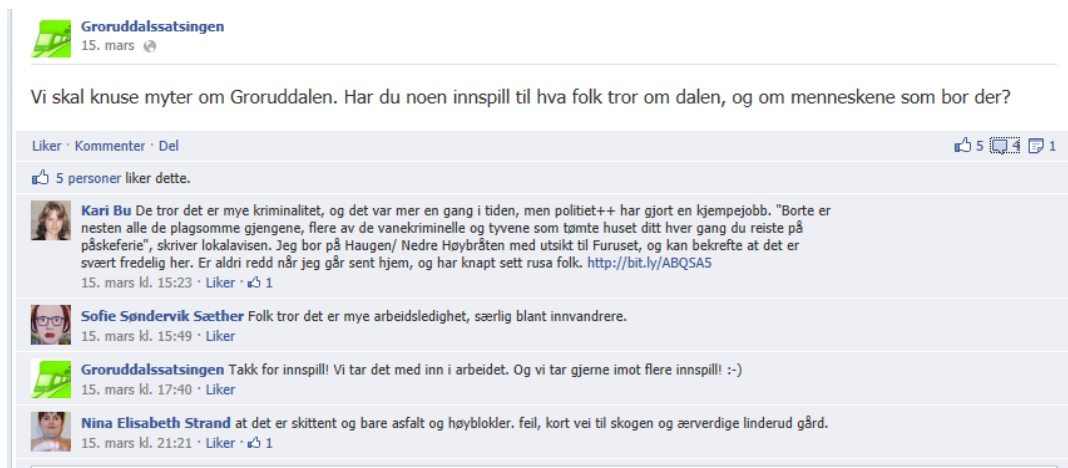 Groruddalssatsingen
15. mars
Vi skal knuse myter om Groruddalen. Har du noen innspill til hva folk tror om dalen, og om menneskene som bor der?
Liker · Kommenter · Del 5 4 1
5 personer liker dette.
Kari Bu De tror det er mye kriminalitet, og det var mer en gang i tiden, men politiet++ har gjort en kjempejobb. "Borte er
nesten alle de plagsomme gjengene, flere av de vanekriminelle og tyvene som tømte huset ditt hver gang du reiste på
påskeferie", skriver lokalavisen. Jeg bor på Haugen/ Nedre Høybråten med utsikt til Furuset, og kan bekrefte at det er
svært fredelig her. Er aldri redd når jeg går sent hjem, og har knapt sett rusa folk. http://bit.ly/ABQSA5
15. mars kl. 15:23 · Liker · 1
Sofie Søndervik Sæther Folk tror det er mye arbeidsledighet, særlig blant innvandrere.
15. mars kl. 15:49 · Liker
Groruddalssatsingen Takk for innspill! Vi tar det med inn i arbeidet. Og vi tar gjerne imot flere innspill! :-)
15. mars kl. 17:40 · Liker
Nina Elisabeth Strand at det er skittent og bare asfalt og høyblokler. feil, kort vei til skogen og ærverdige linderud gård.
15. mars kl. 21:21 · Liker · 1